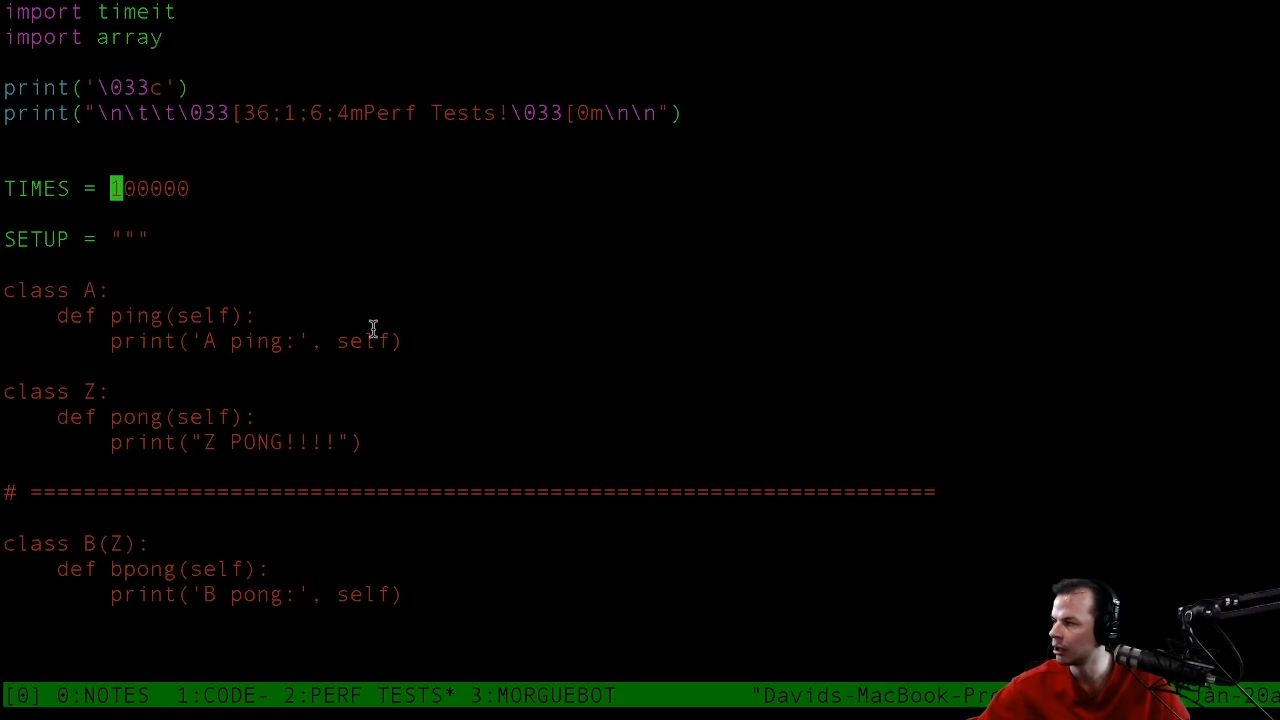 import timeit
import array
print('\033c')
print("\n\t\t\033[36;1;6;4mPerf Tests!\033[0m\n\n")
TIMES = 100000
SETUP = """
class A:
    def ping(self):
        print('A ping:', self)
class Z:
    def pong(self):
        print("Z PONG!!!!")
# ====================================================================
class B(Z):
    def bpong(self):
        print('B pong:', self)
[0] 0:NOTES  1:CODE- 2:PERF TESTS* 3:MORGUEBOT "Davids-MacBook-Pr